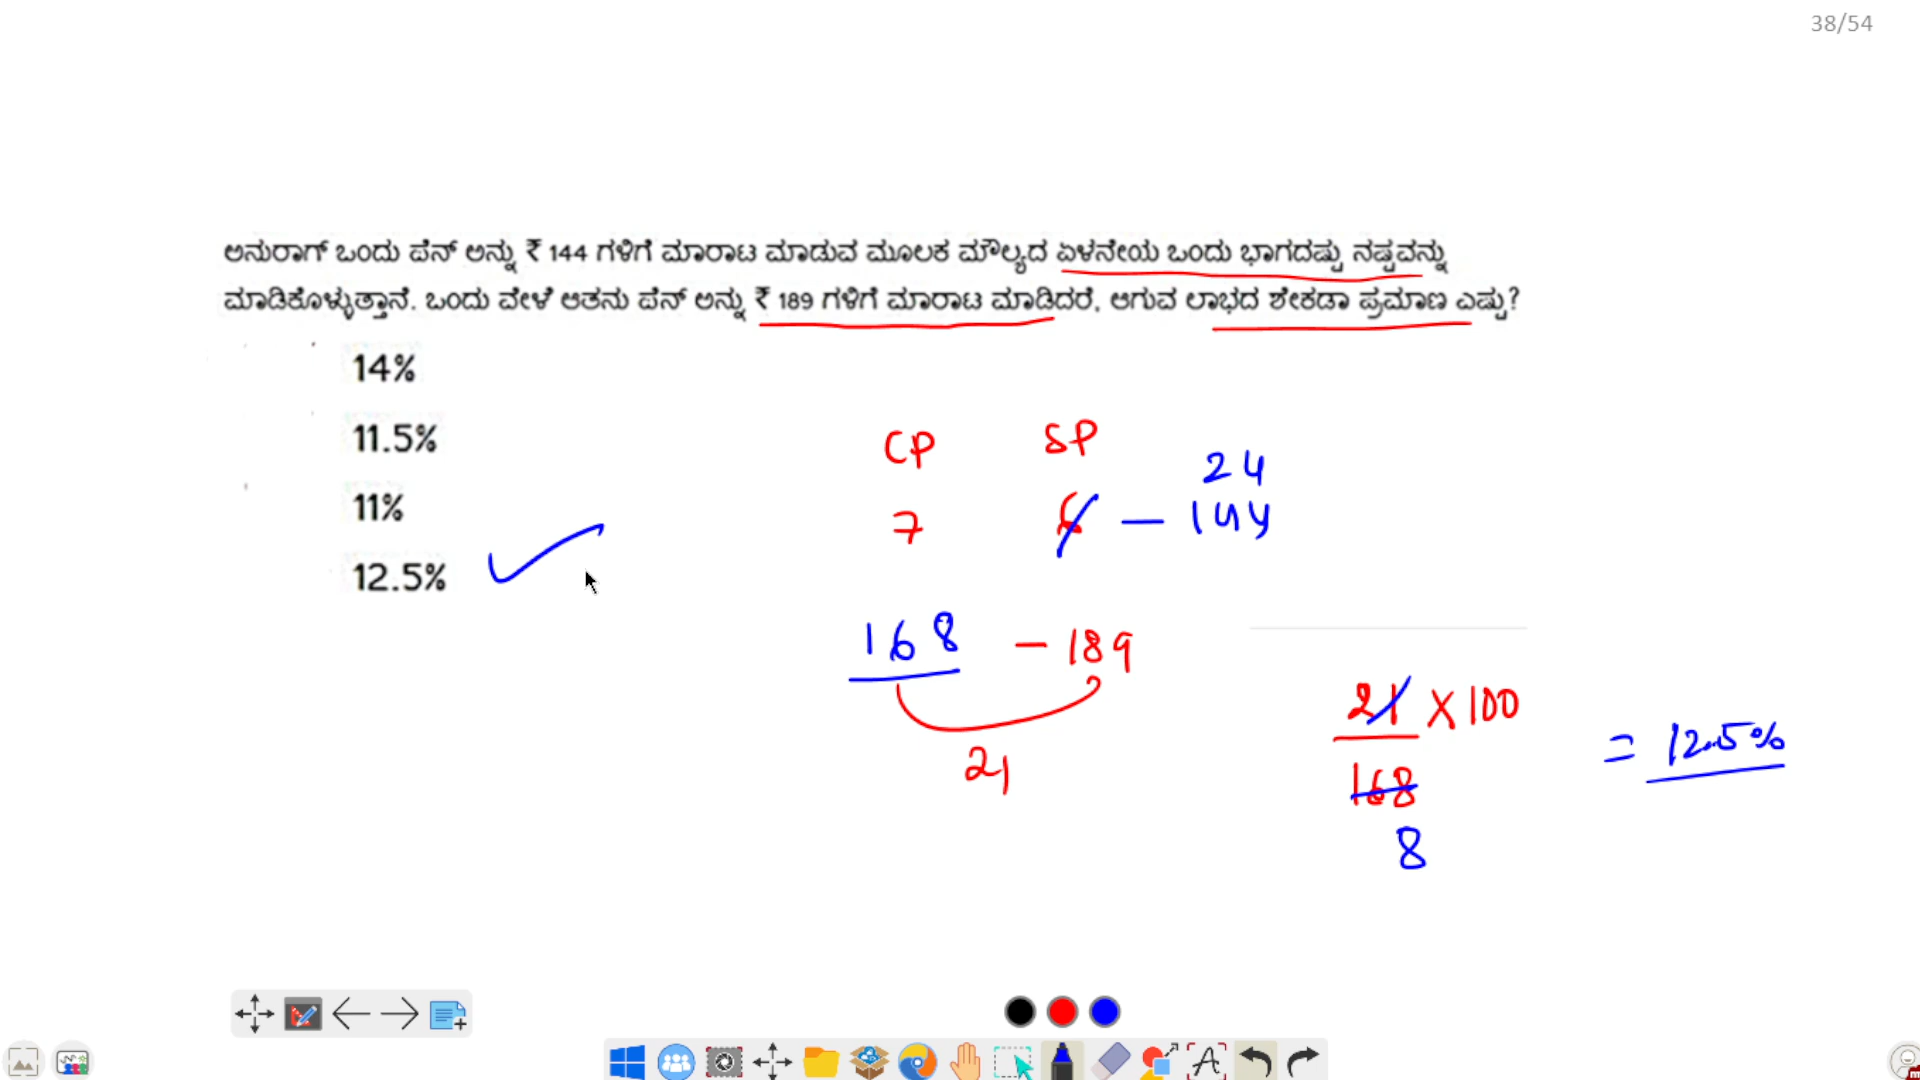 38/54
ಅನುರಾಗ್ ಒಂದು ಪೆನ್ ಅನ್ನು ₹ 144 ಗಳಿಗೆ ಮಾರಾಟ ಮಾಡುವ ಮೂಲಕ ಮೌಲ್ಯದ ಏಳನೇಯ ಒಂದು ಭಾಗದಷ್ಟು ನಷ್ಟವನ್ನು
ಮಾಡಿಕೊಳ್ಳುತ್ತಾನೆ. ಒಂದು ವೇಳೆ ಆತನು ಪೆನ್ ಅನ್ನು ₹ 189 ಗಳಿಗೆ ಮಾರಾಟ ಮಾಡಿದರೆ, ಆಗುವ ಲಾಭದ ಶೇಕಡಾ ಪ್ರಮಾಣ ಎಷ್ಟು?
14%
11.5%
11%
12.5%
CP SP
24
7 6 – 144
168 – 189
21
21 × 100
168
8
= 12.5%